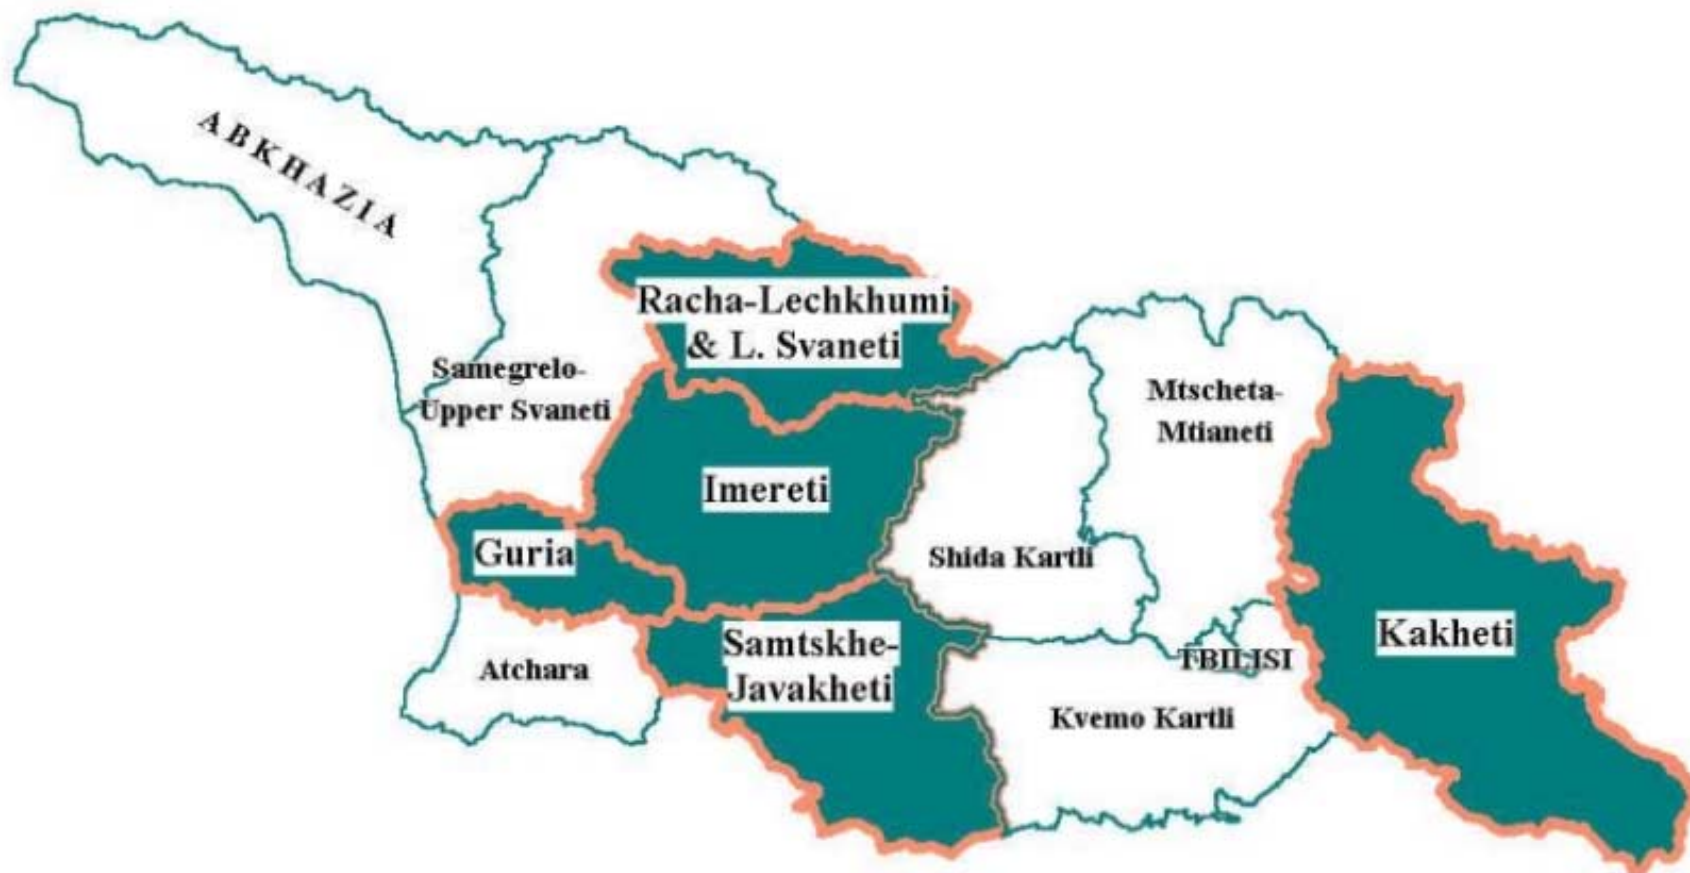 ABKHAZIA
Racha-Lechkhumi
& L. Svaneti
Samegrelo-
Upper Svaneti
Mtscheta-
Mtianeti
Imereti
Guria
Shida Kartli
Kakheti
Samtskhe-
Javakheti
Atchara
TBILISI
Kvemo Kartli